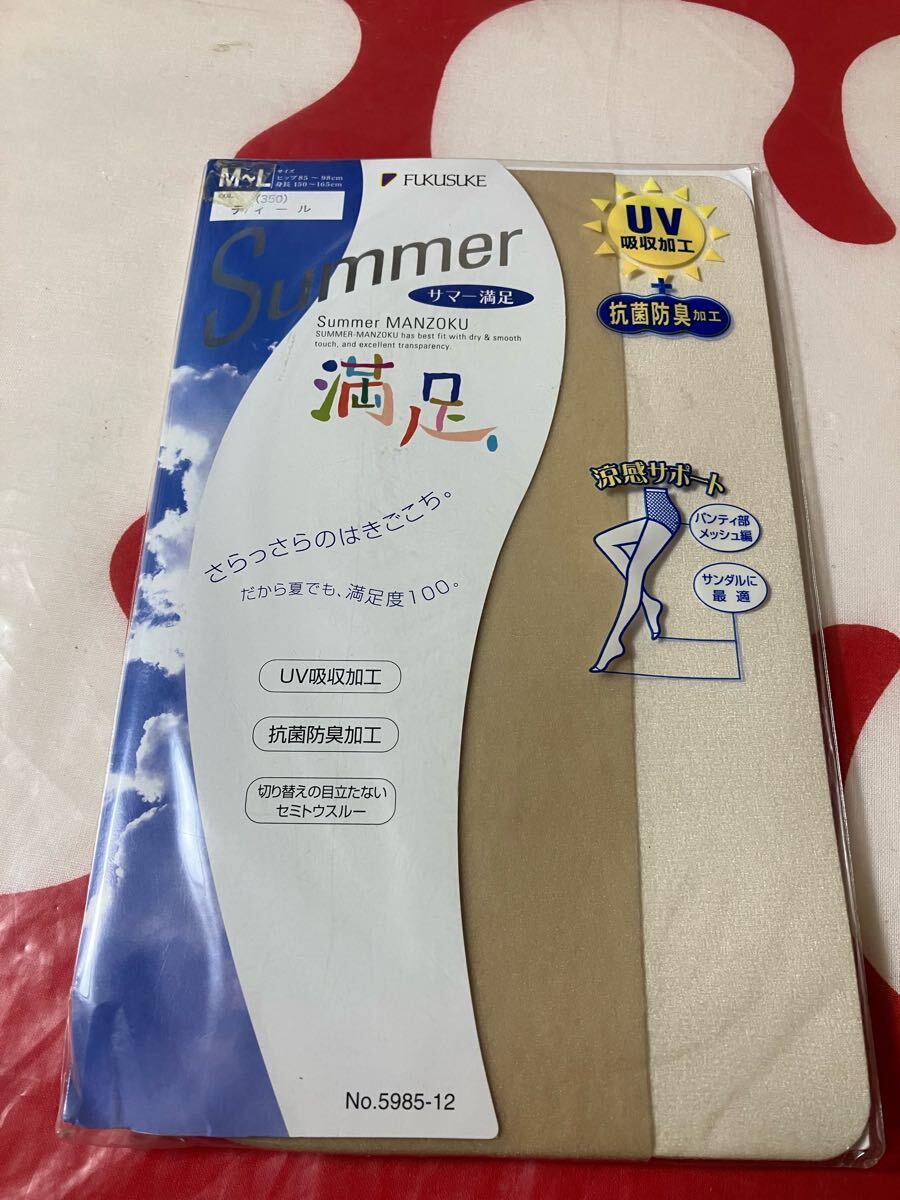 M~L
サイズ
ヒップ85～98cm
身長 150～165cm
(350)
ディール
FUKUSUKE
Summer
サマー満足
Summer MANZOKU
SUMMER-MANZOKU has best fit with dry & smooth
touch, and excellent transparency.
満足。
さらっさらのはきごこち。
だから夏でも、満足度100。
UV吸収加工
抗菌防臭加工
切り替えの目立たない
セミトウスルー
No.5985-12
UV
吸収加工
+
抗菌防臭加工
涼感サポート
パンティ部
メッシュ編
サンダルに
最適